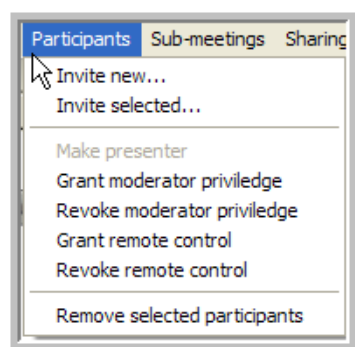 Participants Sub-meetings Sharing
Invite new...
Invite selected...
Make presenter
Grant moderator priviledge
Revoke moderator priviledge
Grant remote control
Revoke remote control
Remove selected participants